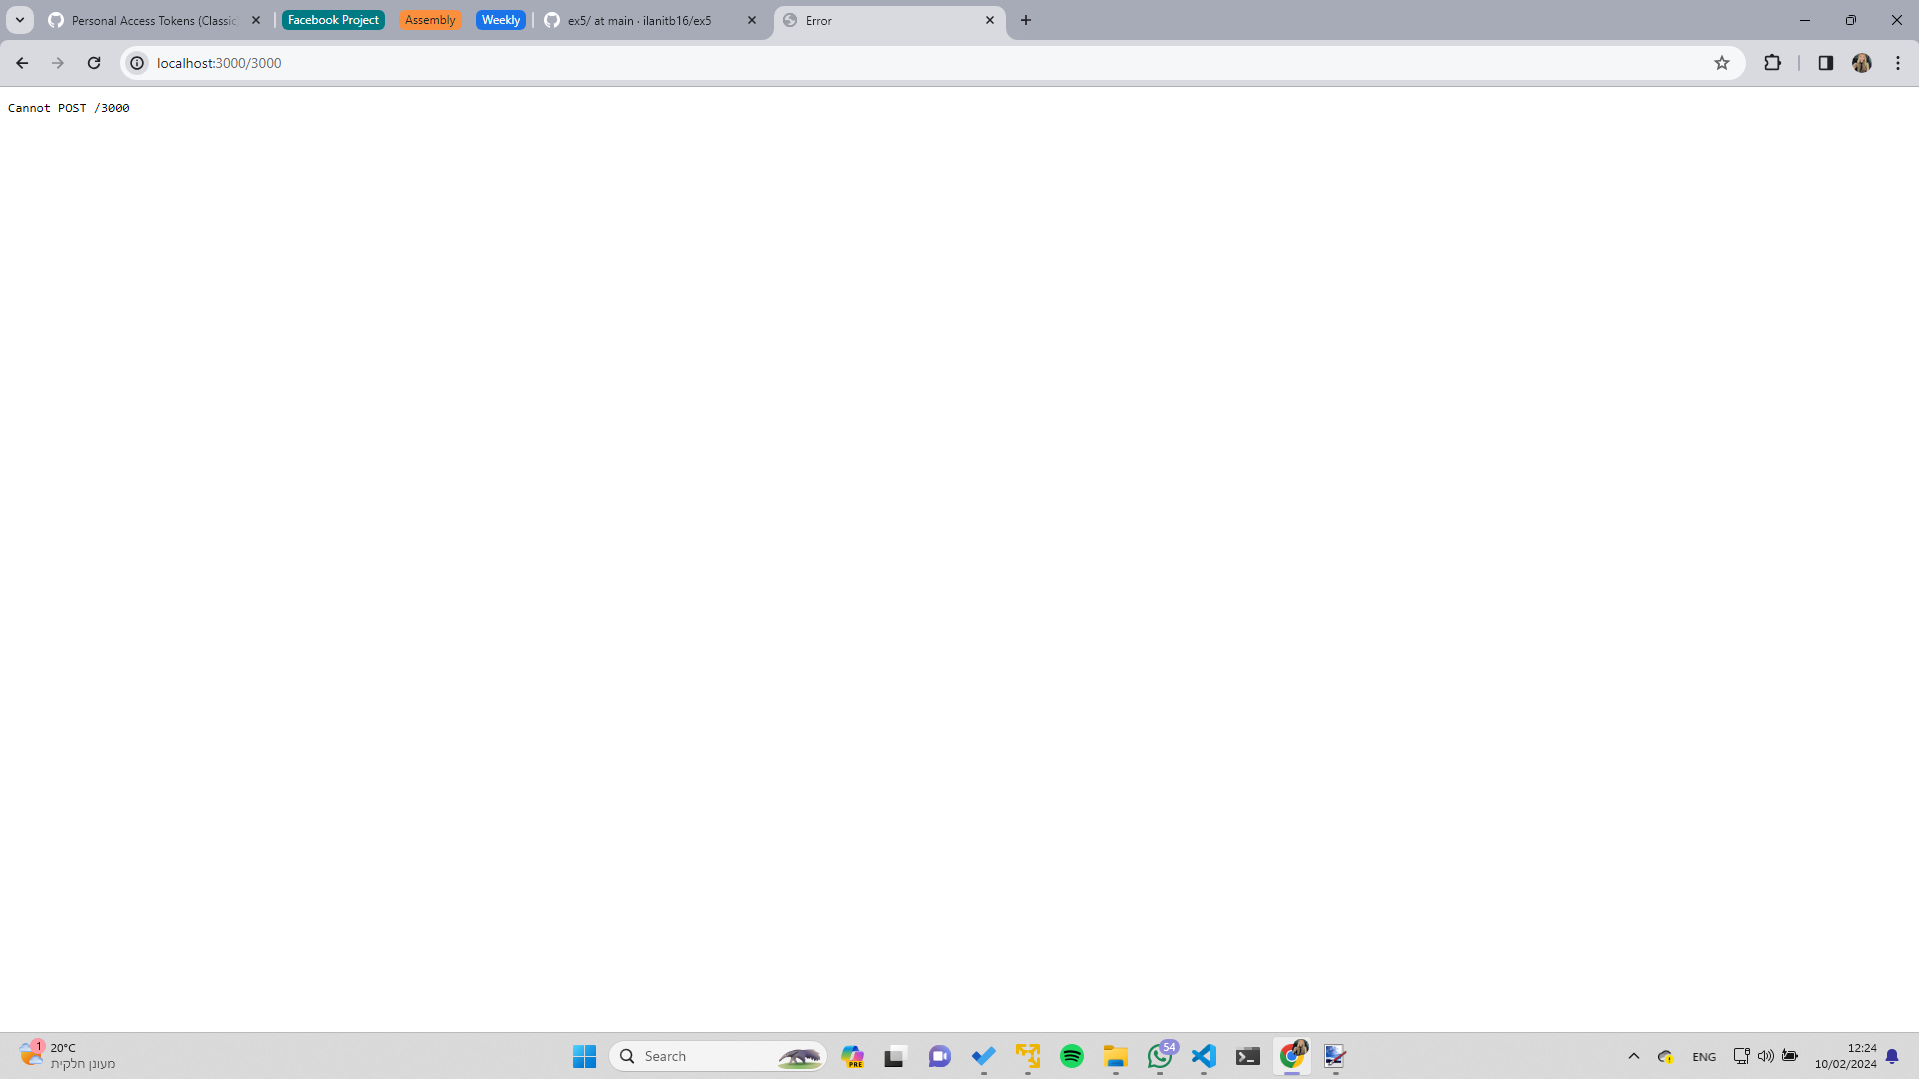 Personal Access Tokens (Classic
Facebook Project
Assembly
Weekly
ex5/ at main · ilanitb16/ex5
Error
localhost:3000/3000
Cannot POST /3000
1
20°C
מעונן חלקית
Search
PRE
54
ENG
12:24
10/02/2024